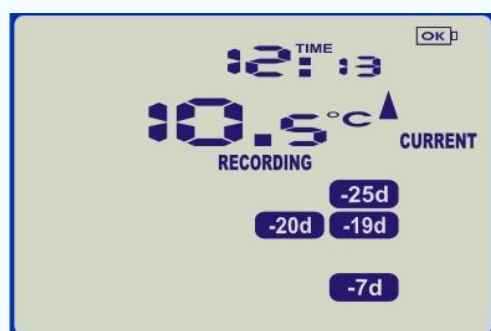 OK
TIME
12:13
10.5°C
CURRENT
RECORDING
-25d
-20d -19d
-7d